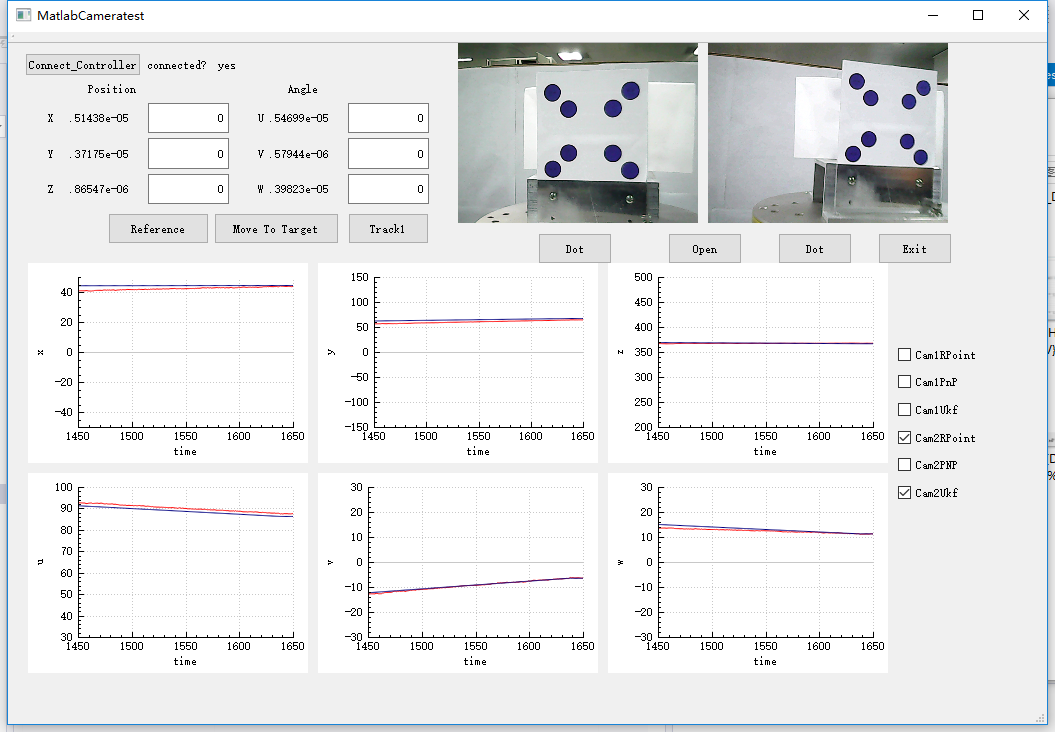 MatlabCameratest
Connect_Controller connected? yes
Position Angle
X .51438e-05 0 U .54699e-05 0
Y .37175e-05 0 V .57944e-06 0
Z .86547e-06 0 W .39823e-05 0
Reference Move To Target Track1
Dot Open Dot Exit
40
20
0
-20
-40
x
1450 1500 1550 1600 1650
time
150
100
50
0
-50
-100
-150
y
1450 1500 1550 1600 1650
time
500
450
400
350
300
250
200
z
1450 1500 1550 1600 1650
time
Cam1RPoint
Cam1PnP
Cam1Ukf
Cam2RPoint
Cam2PNP
Cam2Ukf
100
90
80
70
60
50
40
30
u
1450 1500 1550 1600 1650
time
30
20
10
0
-10
-20
-30
v
1450 1500 1550 1600 1650
time
30
20
10
0
-10
-20
-30
w
1450 1500 1550 1600 1650
time